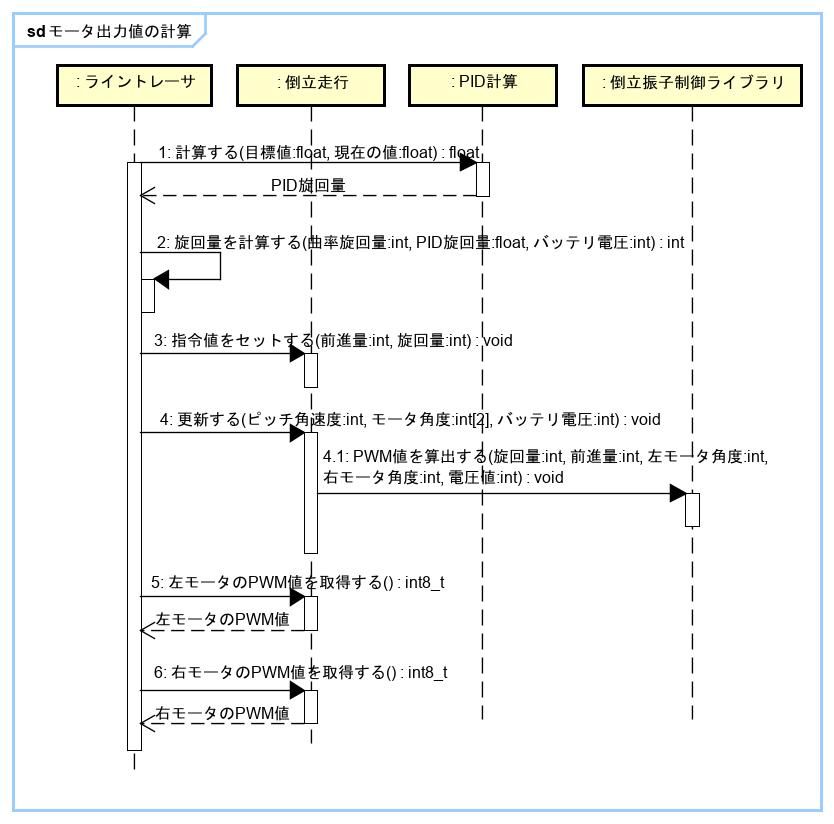 sd モータ出力値の計算
: ライントレーサ
: 倒立走行
: PID計算
: 倒立振子制御ライブラリ
1: 計算する(目標値:float, 現在の値:float) : float
PID旋回量
2: 旋回量を計算する(曲率旋回量:int, PID旋回量:float, バッテリ電圧:int) : int
3: 指令値をセットする(前進量:int, 旋回量:int) : void
4: 更新する(ピッチ角速度:int, モータ角度:int[2], バッテリ電圧:int) : void
4.1: PWM値を算出する(旋回量:int, 前進量:int, 左モータ角度:int,
右モータ角度:int, 電圧値:int) : void
5: 左モータのPWM値を取得する() : int8_t
左モータのPWM値
6: 右モータのPWM値を取得する() : int8_t
右モータのPWM値